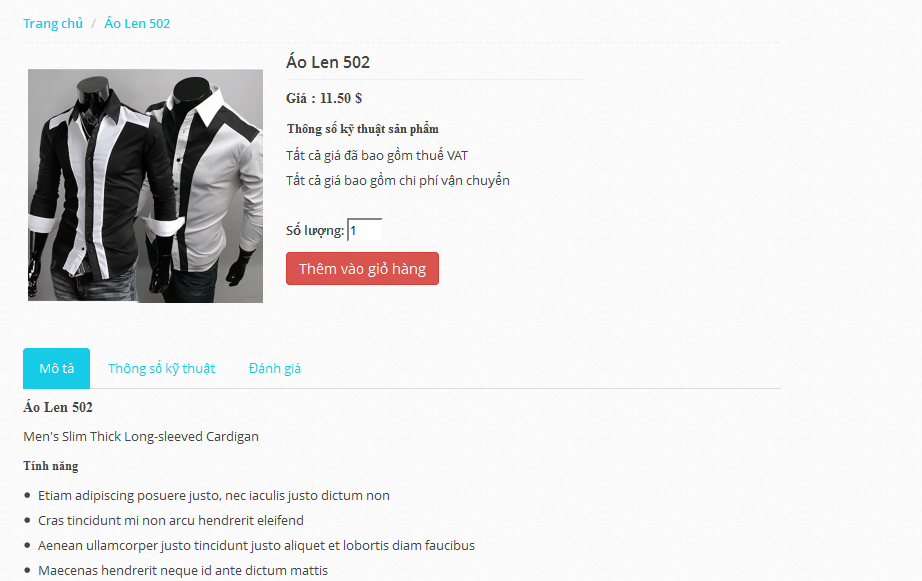 Trang chủ / Áo Len 502
Áo Len 502
Giá : 11.50 $
Thông số kỹ thuật sản phẩm
Tất cả giá đã bao gồm thuế VAT
Tất cả giá bao gồm chi phí vận chuyển
Số lượng: 1
Thêm vào giỏ hàng
Mô tả Thông số kỹ thuật Đánh giá
Áo Len 502
Men's Slim Thick Long-sleeved Cardigan
Tính năng
• Etiam adipiscing posuere justo, nec iaculis justo dictum non
• Cras tincidunt mi non arcu hendrerit eleifend
• Aenean ullamcorper justo tincidunt justo aliquet et lobortis diam faucibus
• Maecenas hendrerit neque id ante dictum mattis